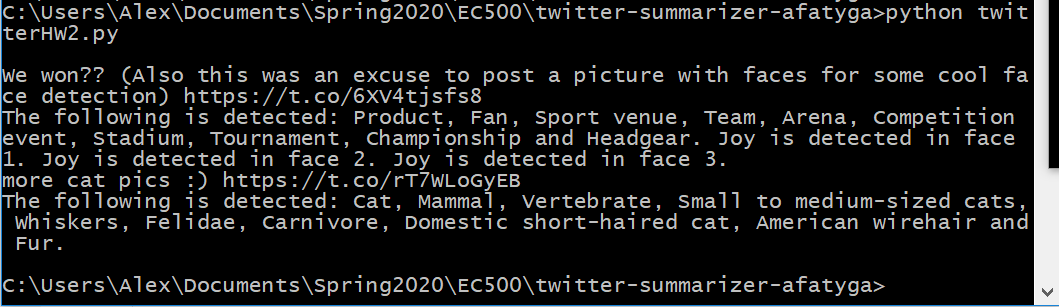 C:\Users\Alex\Documents\Spring2020\EC500\twitter-summarizer-afatyga>python twit
terHW2.py
We won?? (Also this was an excuse to post a picture with faces for some cool fa
ce detection) https://t.co/6XV4tjsfs8
The following is detected: Product, Fan, Sport venue, Team, Arena, Competition
event, Stadium, Tournament, Championship and Headgear. Joy is detected in face
1. Joy is detected in face 2. Joy is detected in face 3.
more cat pics :) https://t.co/rT7WLoGyEB
The following is detected: Cat, Mammal, Vertebrate, Small to medium-sized cats,
 Whiskers, Felidae, Carnivore, Domestic short-haired cat, American wirehair and
 Fur.
C:\Users\Alex\Documents\Spring2020\EC500\twitter-summarizer-afatyga>